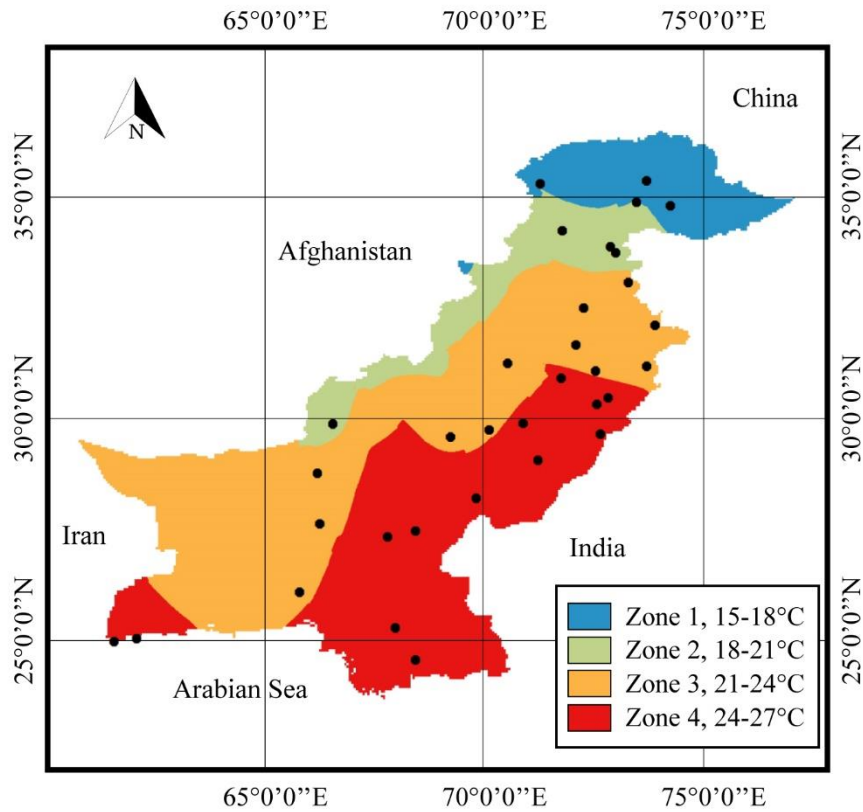 65°0’0’’E 70°0’0’’E 75°0’0’’E
China
N
35°0’0’’N 35°0’0’’N
Afghanistan
30°0’0’’N 30°0’0’’N
Iran
India
Zone 1, 15-18°C
Zone 2, 18-21°C
25°0’0’’N 25°0’0’’N
Arabian Sea
Zone 3, 21-24°C
Zone 4, 24-27°C
65°0’0’’E 70°0’0’’E 75°0’0’’E